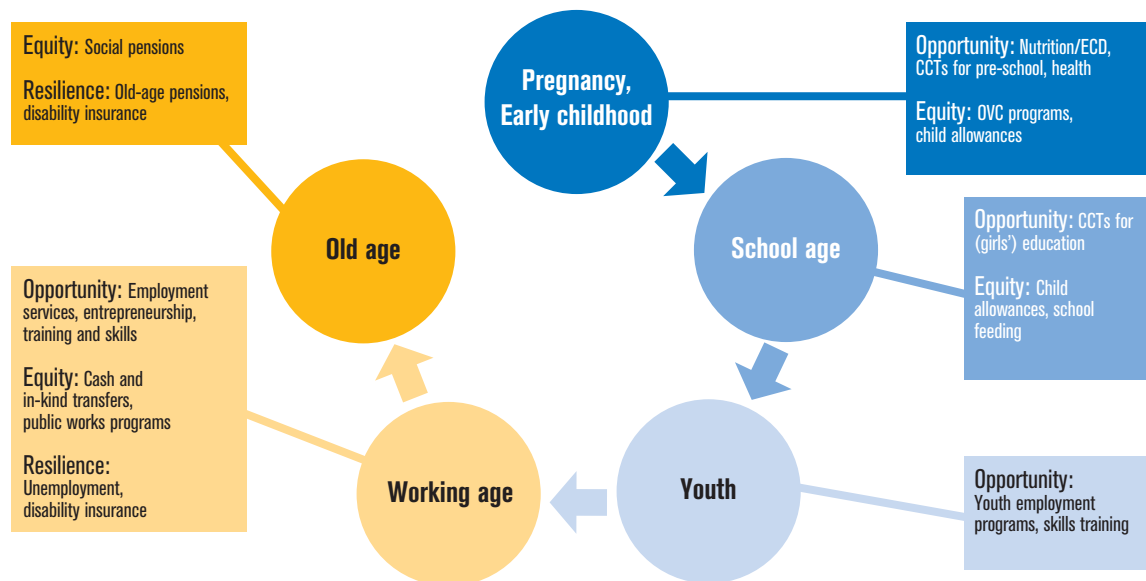 Equity: Social pensions
Resilience: Old-age pensions,
disability insurance
Pregnancy,
Early childhood
Opportunity: Nutrition/ECD,
CCTs for pre-school, health
Equity: OVC programs,
child allowances
Old age
School age
Opportunity: CCTs for
(girls’) education
Equity: Child
allowances, school
feeding
Opportunity: Employment
services, entrepreneurship,
training and skills
Equity: Cash and
in-kind transfers,
public works programs
Resilience:
Unemployment,
disability insurance
Working age
Youth
Opportunity:
Youth employment
programs, skills training